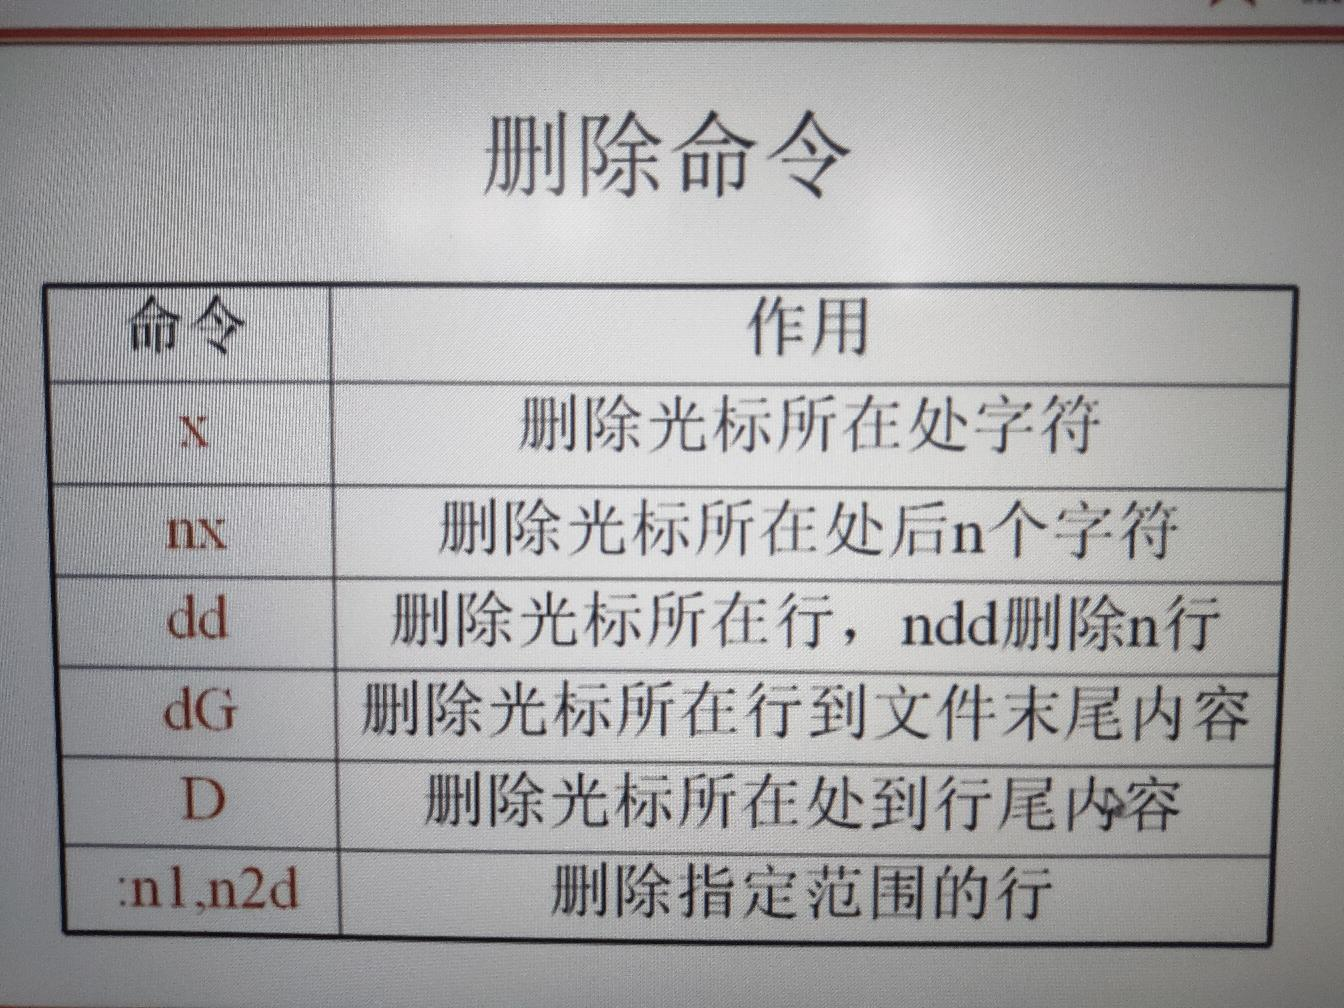 删除命令
命令 作用
x 删除光标所在处字符
nx 删除光标所在处后n个字符
dd 删除光标所在行，ndd删除n行
dG 删除光标所在行到文件末尾内容
D 删除光标所在处到行尾内容
:n1,n2d 删除指定范围的行